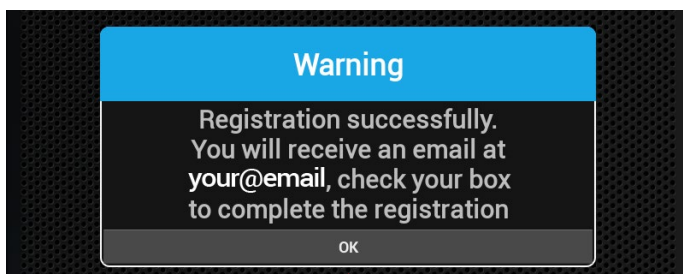 Warning
Registration successfully.
You will receive an email at
your@email, check your box
to complete the registration
OK